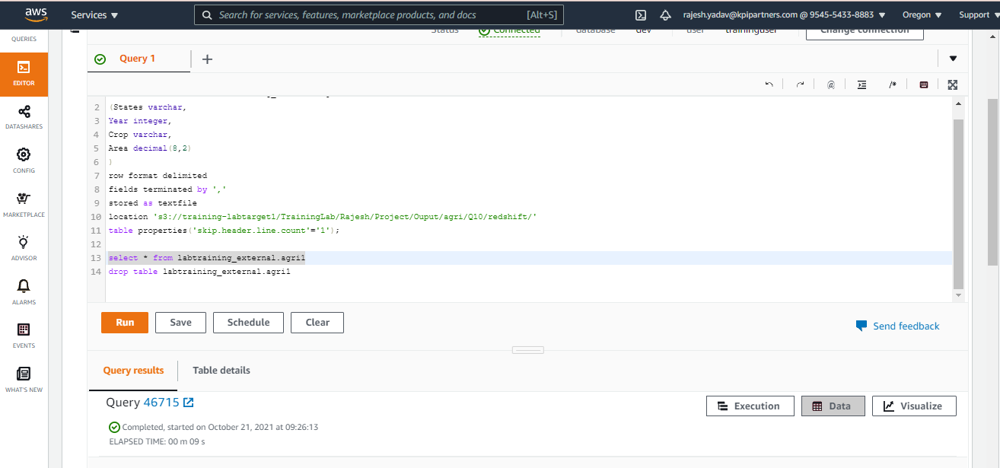 aws Services Search for services, features, marketplace products, and docs [Alt+S] rajesh.yadav@kpipartners.com @ 9545-5433-8883 Oregon Support
QUERIES
Status Connected database dev user traininguser Change connection
Query 1 +
EDITOR
DATASHARES
CONFIG
MARKETPLACE
ADVISOR
ALARMS
EVENTS
WHAT'S NEW
@ /*
2 (States varchar,
3 Year integer,
4 Crop varchar,
5 Area decimal(8,2)
6 )
7 row format delimited
8 fields terminated by ','
9 stored as textfile
10 location 's3://training-labtarget1/TrainingLab/Rajesh/Project/Ouput/agri/Q10/redshift/'
11 table properties('skip.header.line.count'='1');
12
13 select * from labtraining_external.agri1
14 drop table labtraining_external.agri1
Run Save Schedule Clear
Send feedback
Query results Table details
Query 46715
Execution Data Visualize
Completed, started on October 21, 2021 at 09:26:13
ELAPSED TIME: 00 m 09 s